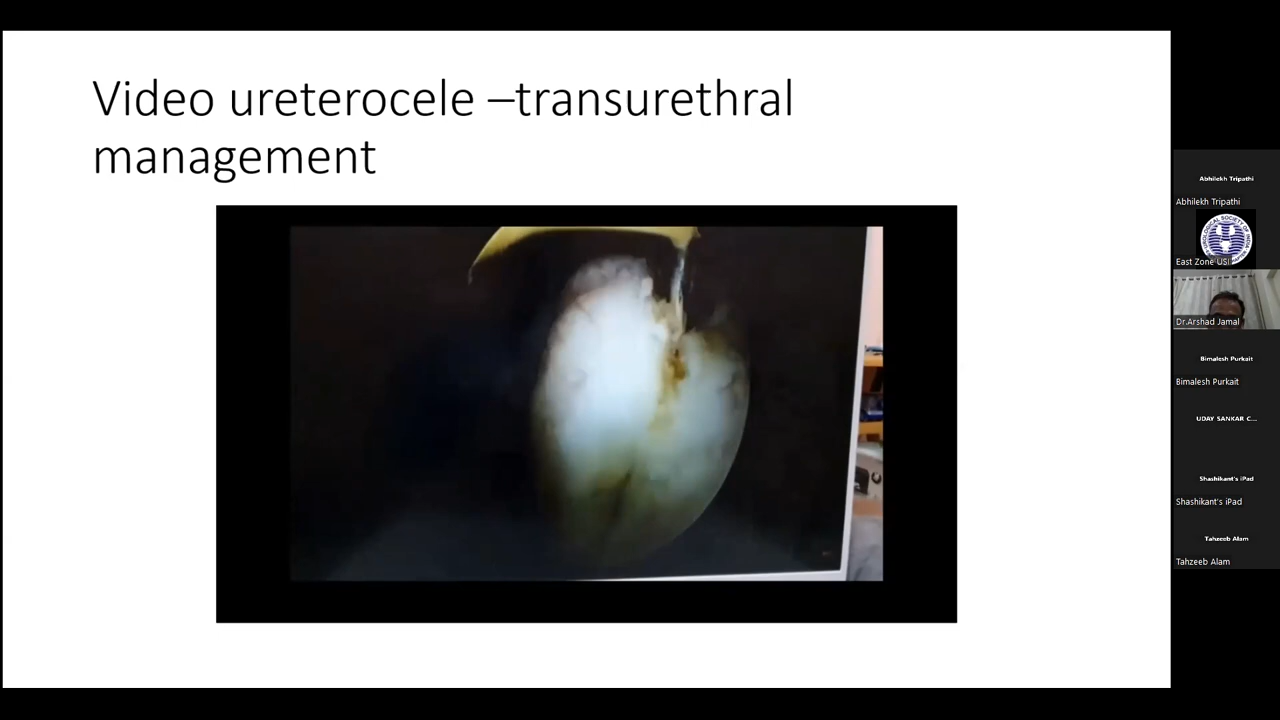 Video ureterocele –transurethral
management
Abhilekh Tripathi
Abhilekh Tripathi
East Zone USI
Dr.Arshad Jamal
Bimalesh Purkait
Bimalesh Purkait
UDAY SANKAR C...
Shashikant's iPad
Shashikant's iPad
Tahzeeb Alam
Tahzeeb Alam